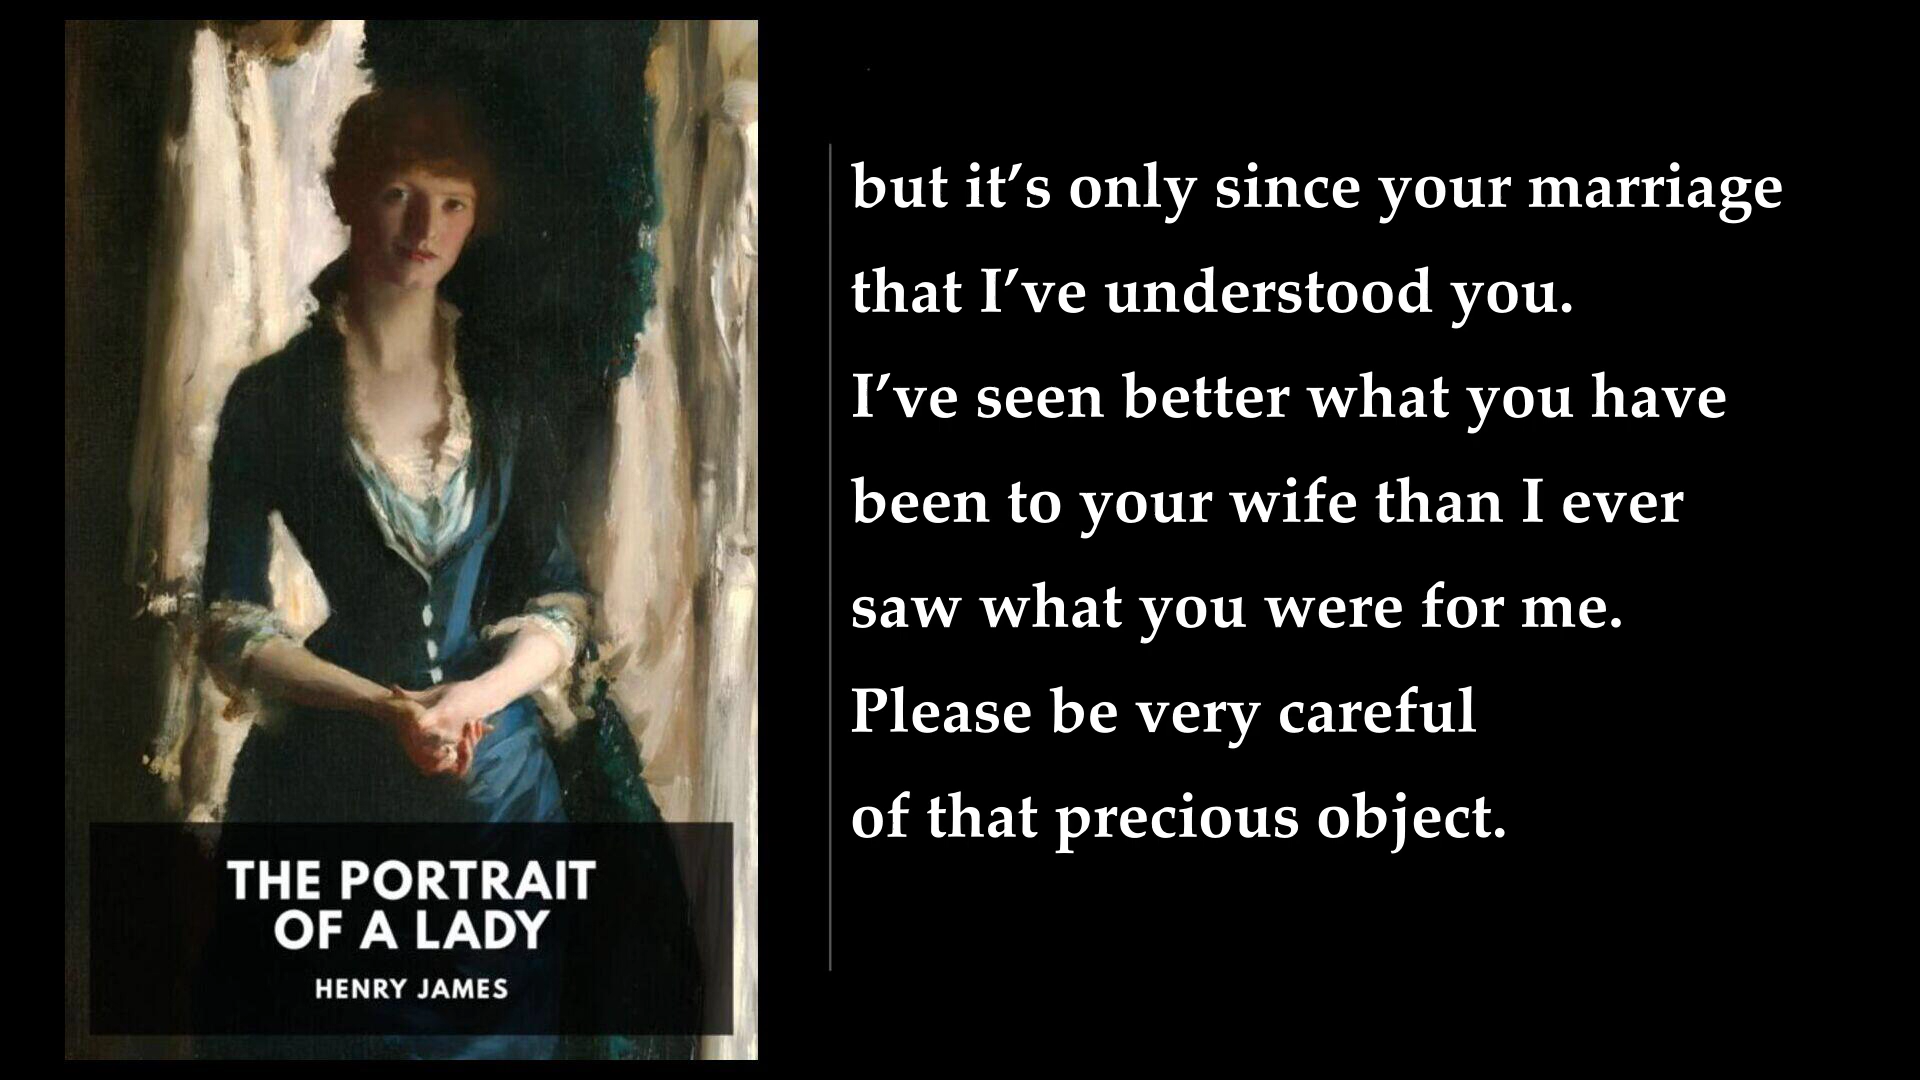 THE PORTRAIT
OF A LADY
HENRY JAMES
but it’s only since your marriage
that I’ve understood you.
I’ve seen better what you have
been to your wife than I ever
saw what you were for me.
Please be very careful
of that precious object.